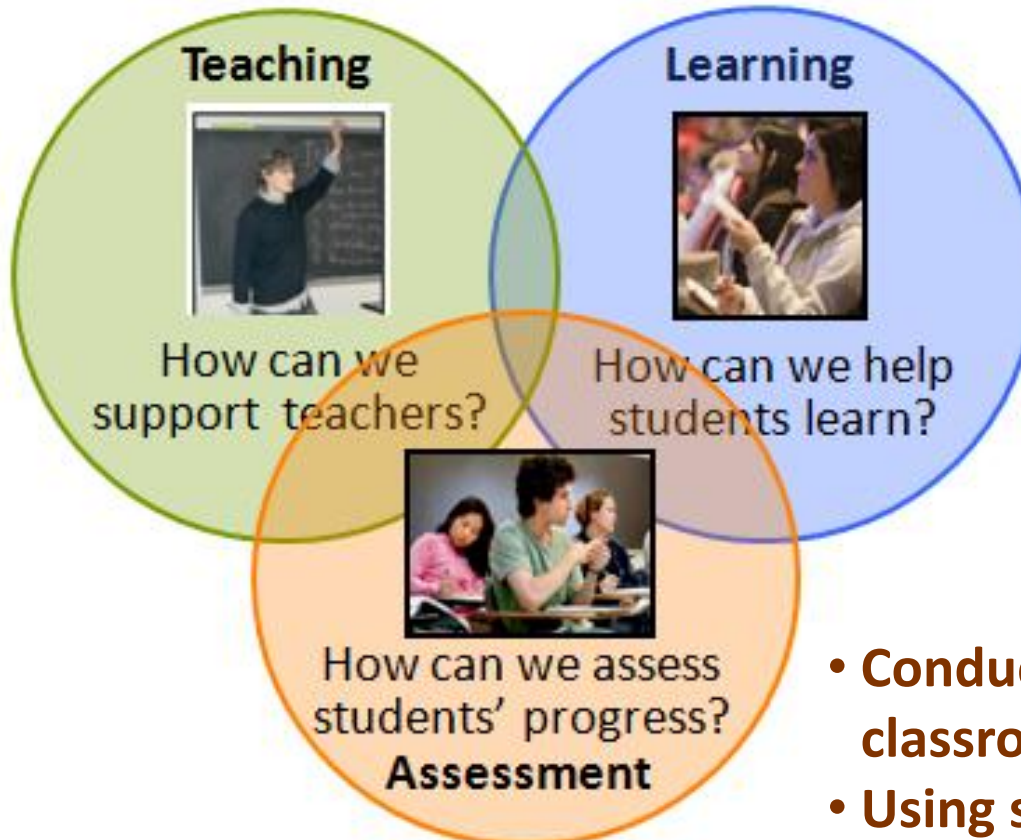 Teaching
Learning
How can we
support teachers?
How can we help
students learn?
How can we assess
students’ progress?
Assessment
• Conduc
classro
• Using s